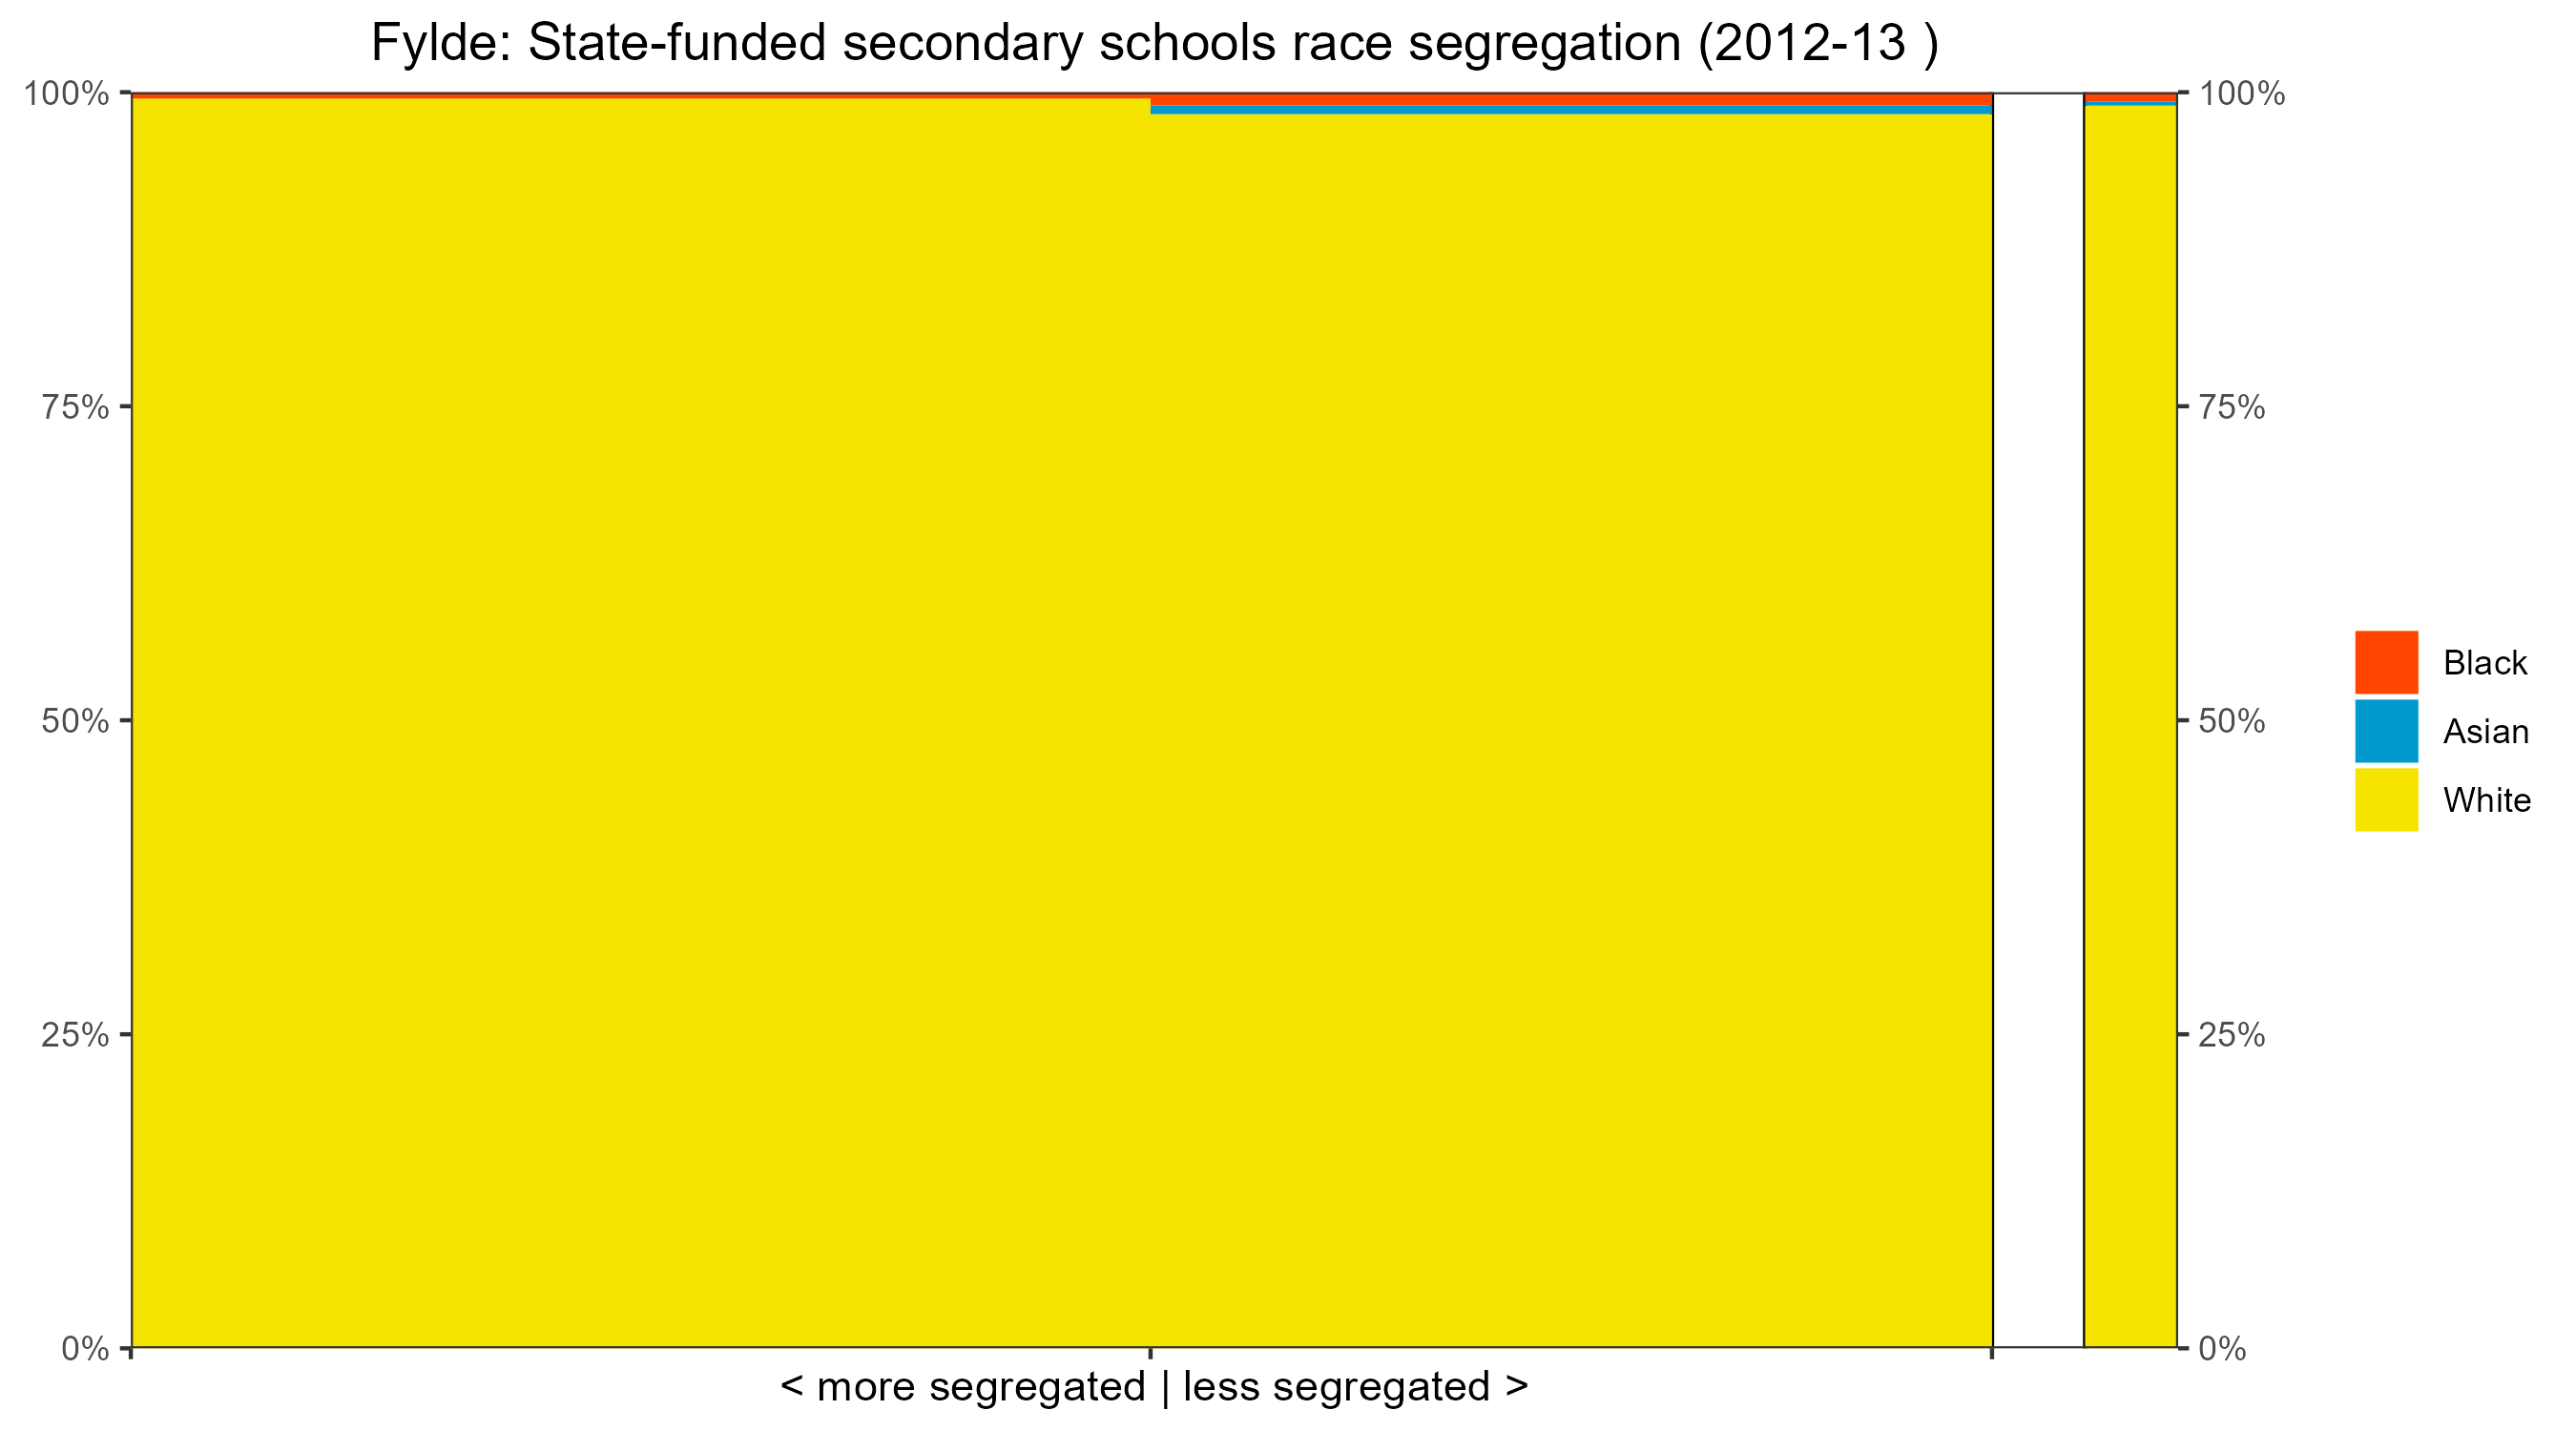 Fylde: State-funded secondary schools race segregation (2012-13 )
100%
75%
50%
25%
0%
100%
75%
50%
25%
0%
< more segregated | less segregated >
Black
Asian
White